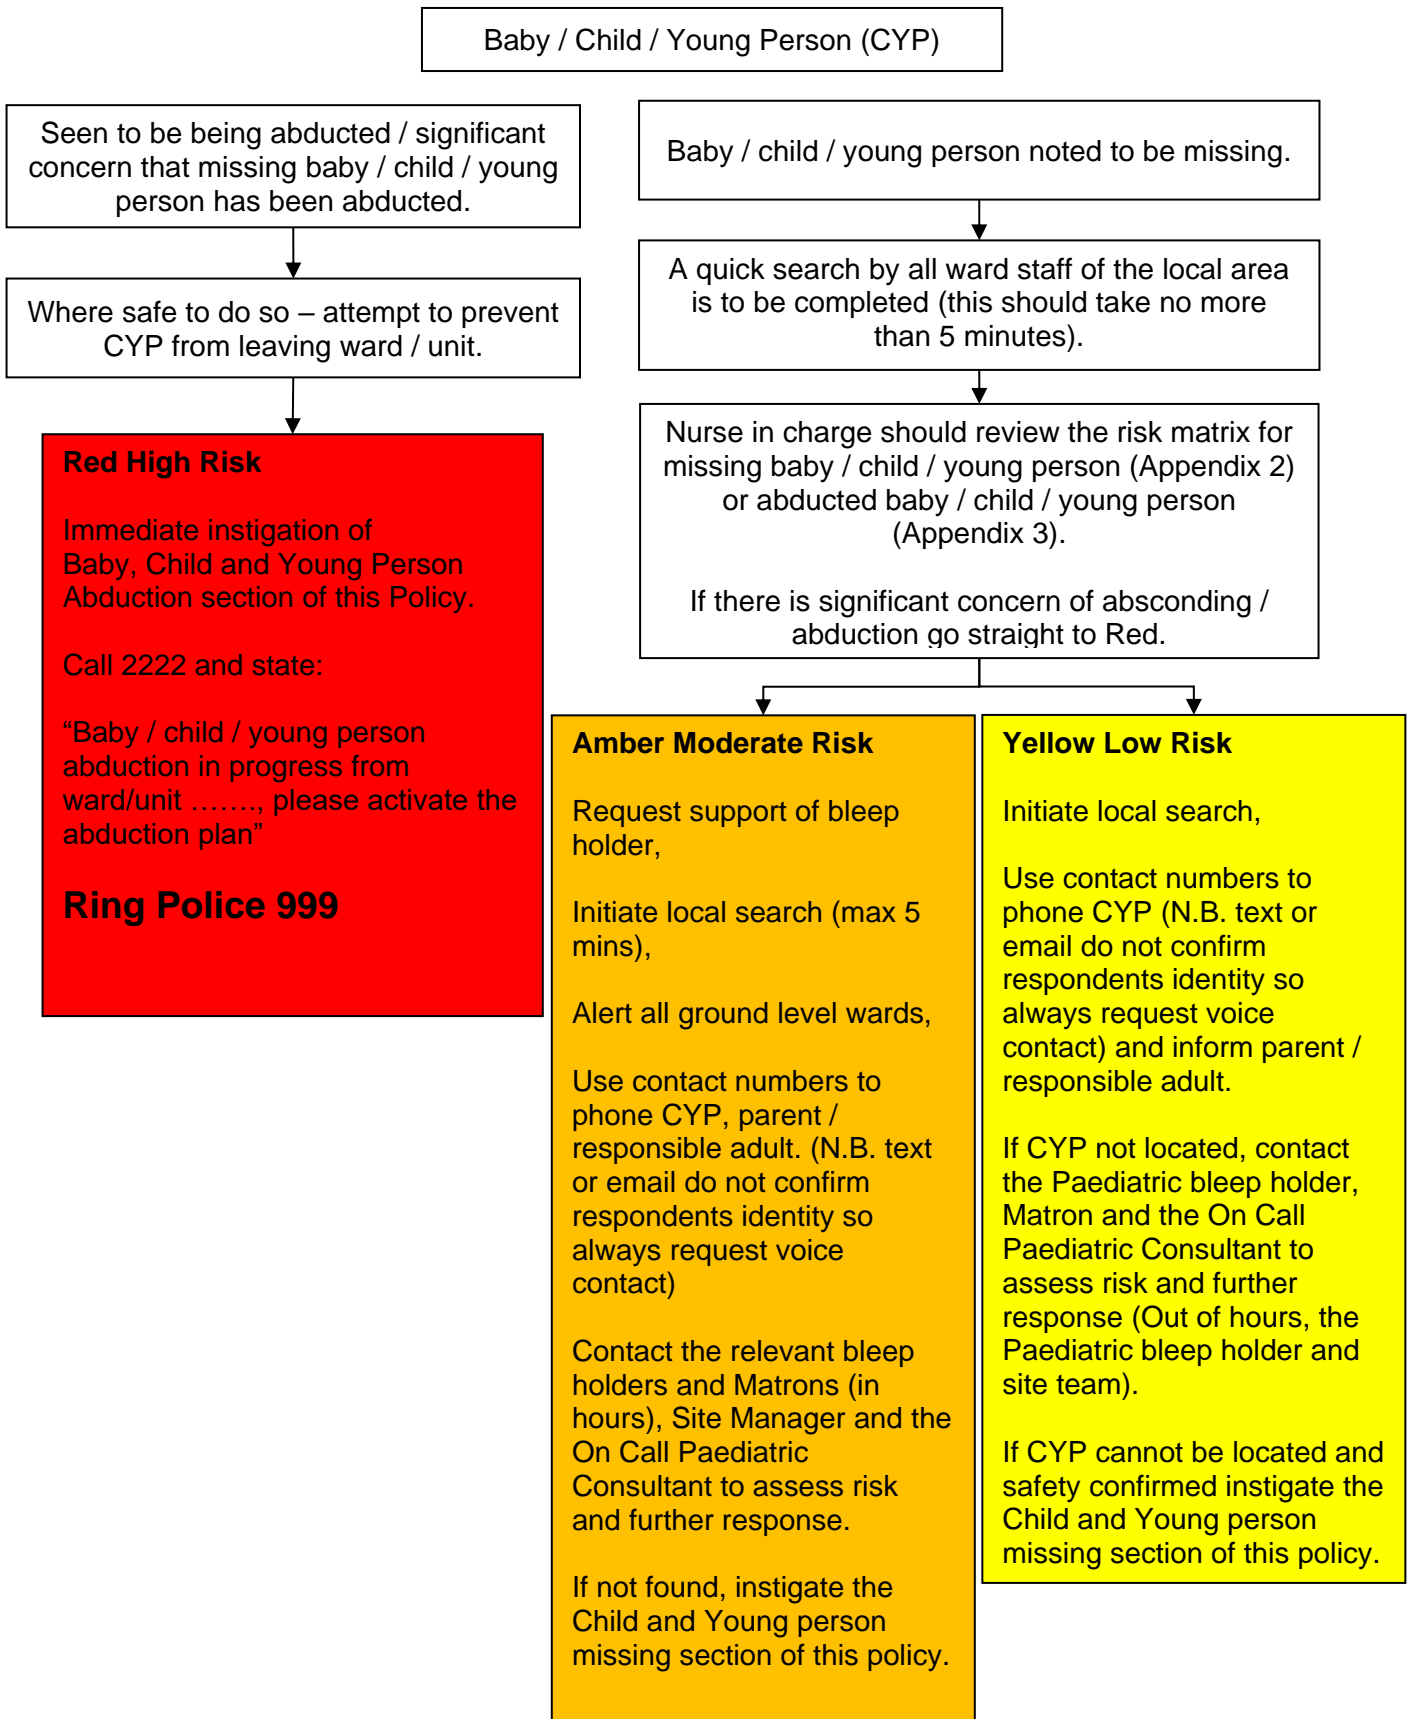 Baby / Child / Young Person (CYP)
Seen to be being abducted / significant
concern that missing baby / child / young
person has been abducted.
Where safe to do so – attempt to prevent
CYP from leaving ward / unit.
Red High Risk
Immediate instigation of
Baby, Child and Young Person
Abduction section of this Policy.
Call 2222 and state:
“Baby / child / young person
abduction in progress from
ward/unit ……., please activate the
abduction plan”
Ring Police 999
Baby / child / young person noted to be missing.
A quick search by all ward staff of the local area
is to be completed (this should take no more
than 5 minutes).
Nurse in charge should review the risk matrix for
missing baby / child / young person (Appendix 2)
or abducted baby / child / young person
(Appendix 3).
If there is significant concern of absconding /
abduction go straight to Red.
Amber Moderate Risk
Request support of bleep
holder,
Initiate local search (max 5
mins),
Alert all ground level wards,
Use contact numbers to
phone CYP, parent /
responsible adult. (N.B. text
or email do not confirm
respondents identity so
always request voice
contact)
Contact the relevant bleep
holders and Matrons (in
hours), Site Manager and the
On Call Paediatric
Consultant to assess risk
and further response.
If not found, instigate the
Child and Young person
missing section of this policy.
Yellow Low Risk
Initiate local search,
Use contact numbers to
phone CYP (N.B. text or
email do not confirm
respondents identity so
always request voice
contact) and inform parent /
responsible adult.
If CYP not located, contact
the Paediatric bleep holder,
Matron and the On Call
Paediatric Consultant to
assess risk and further
response (Out of hours, the
Paediatric bleep holder and
site team).
If CYP cannot be located and
safety confirmed instigate the
Child and Young person
missing section of this policy.